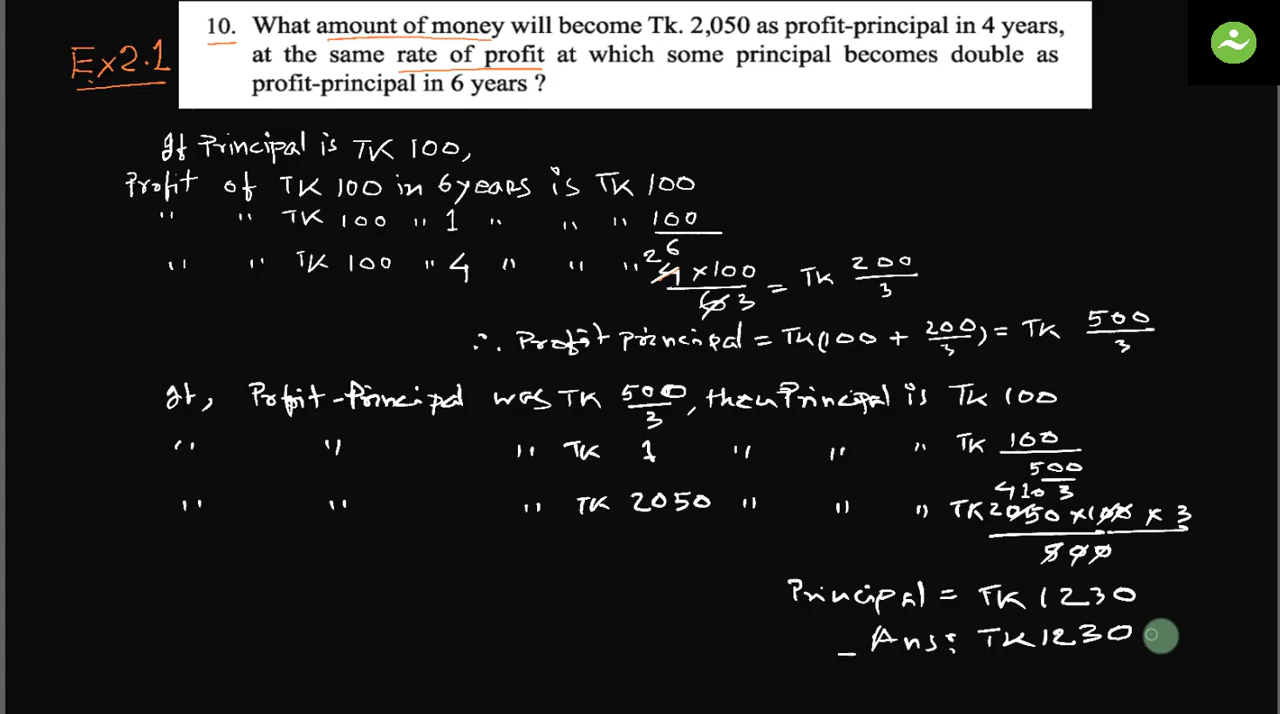 Ex2.1
10. What amount of money will become Tk. 2,050 as profit-principal in 4 years,
at the same rate of profit at which some principal becomes double as
profit-principal in 6 years ?
If Principal is TK 100,
Profit of TK 100 in 6 years is TK 100
" " TK 100 " 1 " " " 100/6
" " TK 100 " 4 " " " 4 × 100 / 6 = TK 200/3
2 3
∴ Profit principal = TK(100 + 200/3) = TK 500/3
If, Profit-Principal was TK 500/3, then Principal is TK 100
" " " TK 1 " " " TK 100 / 500/3
" " " TK 2050 " " " TK 2050 × 100 × 3 / 500
410
Principal = TK 1230
Ans: TK 1230